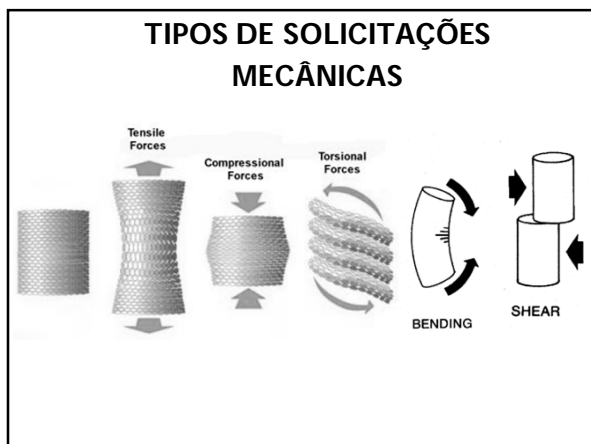 TIPOS DE SOLICITAÇÕES
MECÂNICAS
Tensile
Forces
Compressional
Forces
Torsional
Forces
BENDING
SHEAR